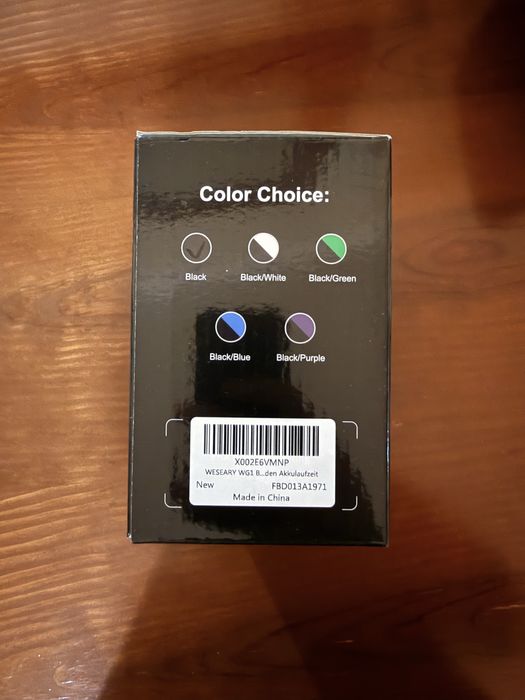 Color Choice:
Black Black/White Black/Green
Black/Blue Black/Purple
X002E6VMNP
WESEARY WG1 B...den Akkulaufzeit
New FBD013A1971
Made in China